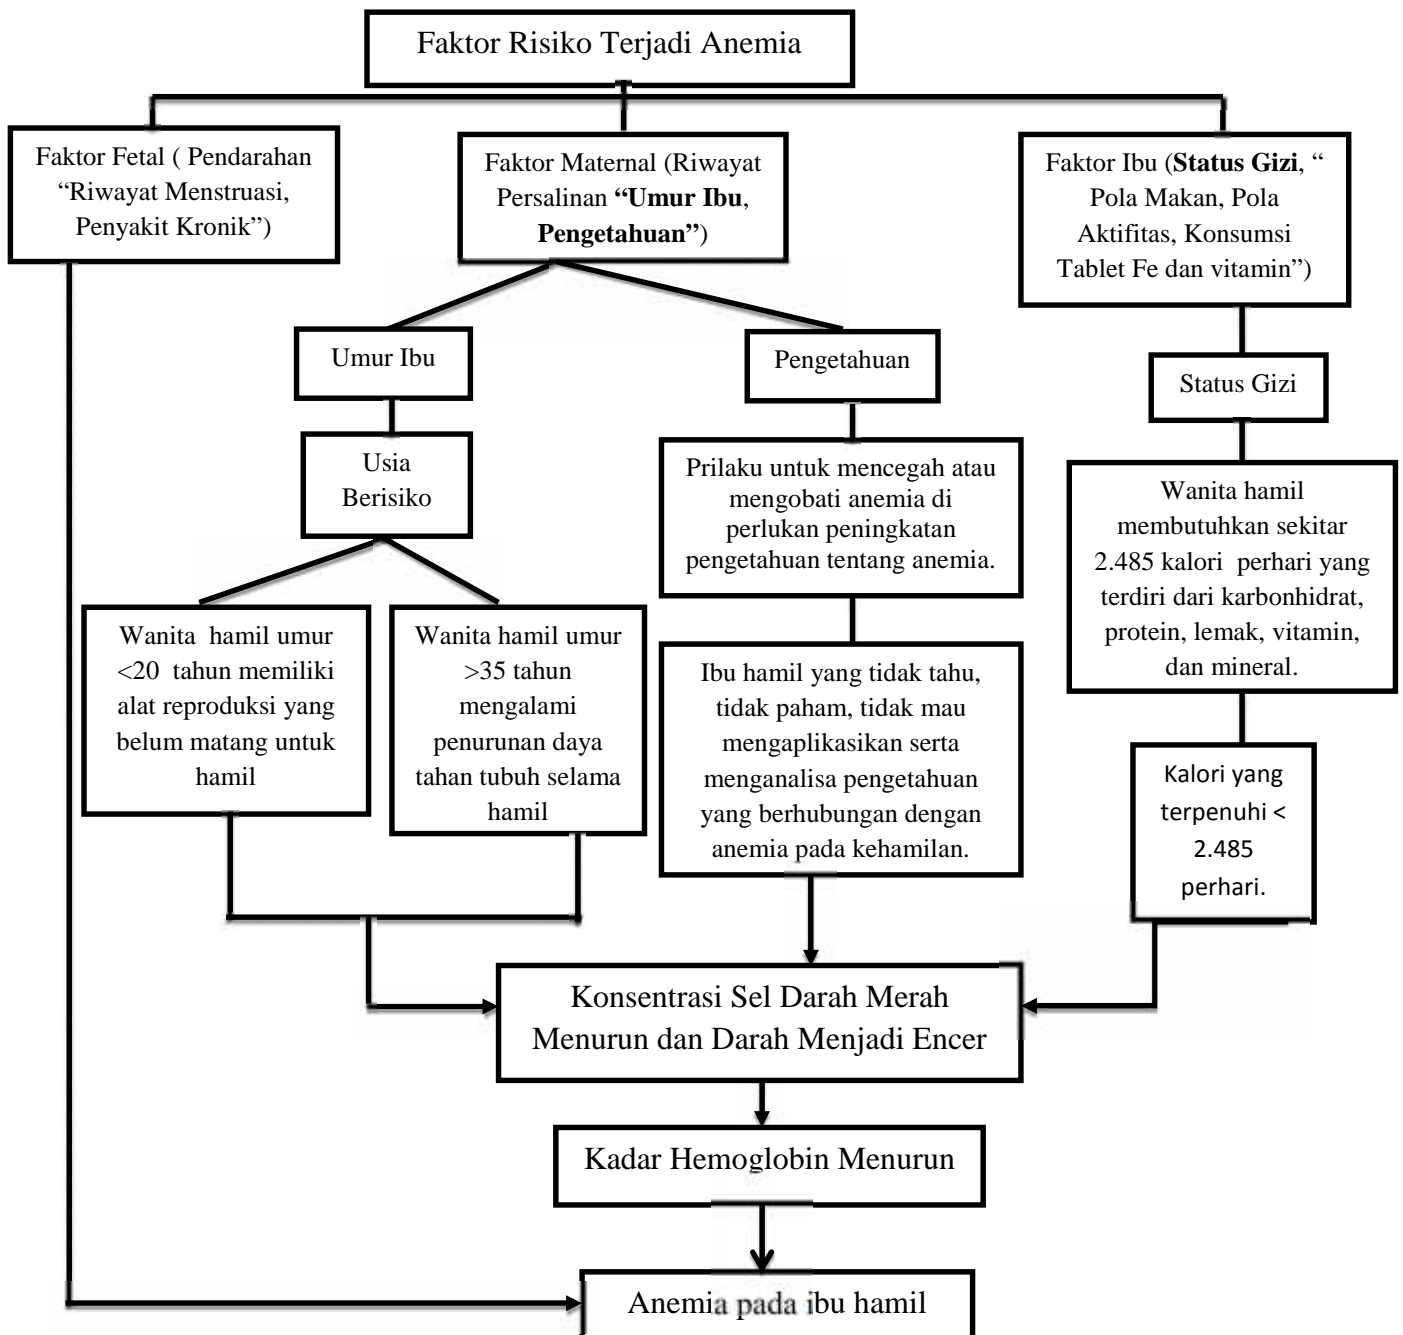 Faktor Risiko Terjadi Anemia
Faktor Fetal ( Pendarahan
“Riwayat Menstruasi,
Penyakit Kronik”)
Faktor Maternal (Riwayat
Persalinan “Umur Ibu,
Pengetahuan”)
Faktor Ibu (Status Gizi, “
Pola Makan, Pola
Aktifitas, Konsumsi
Tablet Fe dan vitamin”)
Umur Ibu
Pengetahuan
Status Gizi
Usia
Berisiko
Prilaku untuk mencegah atau
mengobati anemia di
perlukan peningkatan
pengetahuan tentang anemia.
Wanita hamil
membutuhkan sekitar
2.485 kalori perhari yang
terdiri dari karbonhidrat,
protein, lemak, vitamin,
dan mineral.
Wanita hamil umur
<20 tahun memiliki
alat reproduksi yang
belum matang untuk
hamil
Wanita hamil umur
>35 tahun
mengalami
penurunan daya
tahan tubuh selama
hamil
Ibu hamil yang tidak tahu,
tidak paham, tidak mau
mengaplikasikan serta
menganalisa pengetahuan
yang berhubungan dengan
anemia pada kehamilan.
Kalori yang
terpenuhi <
2.485
perhari.
Konsentrasi Sel Darah Merah
Menurun dan Darah Menjadi Encer
Kadar Hemoglobin Menurun
Anemia pada ibu hamil